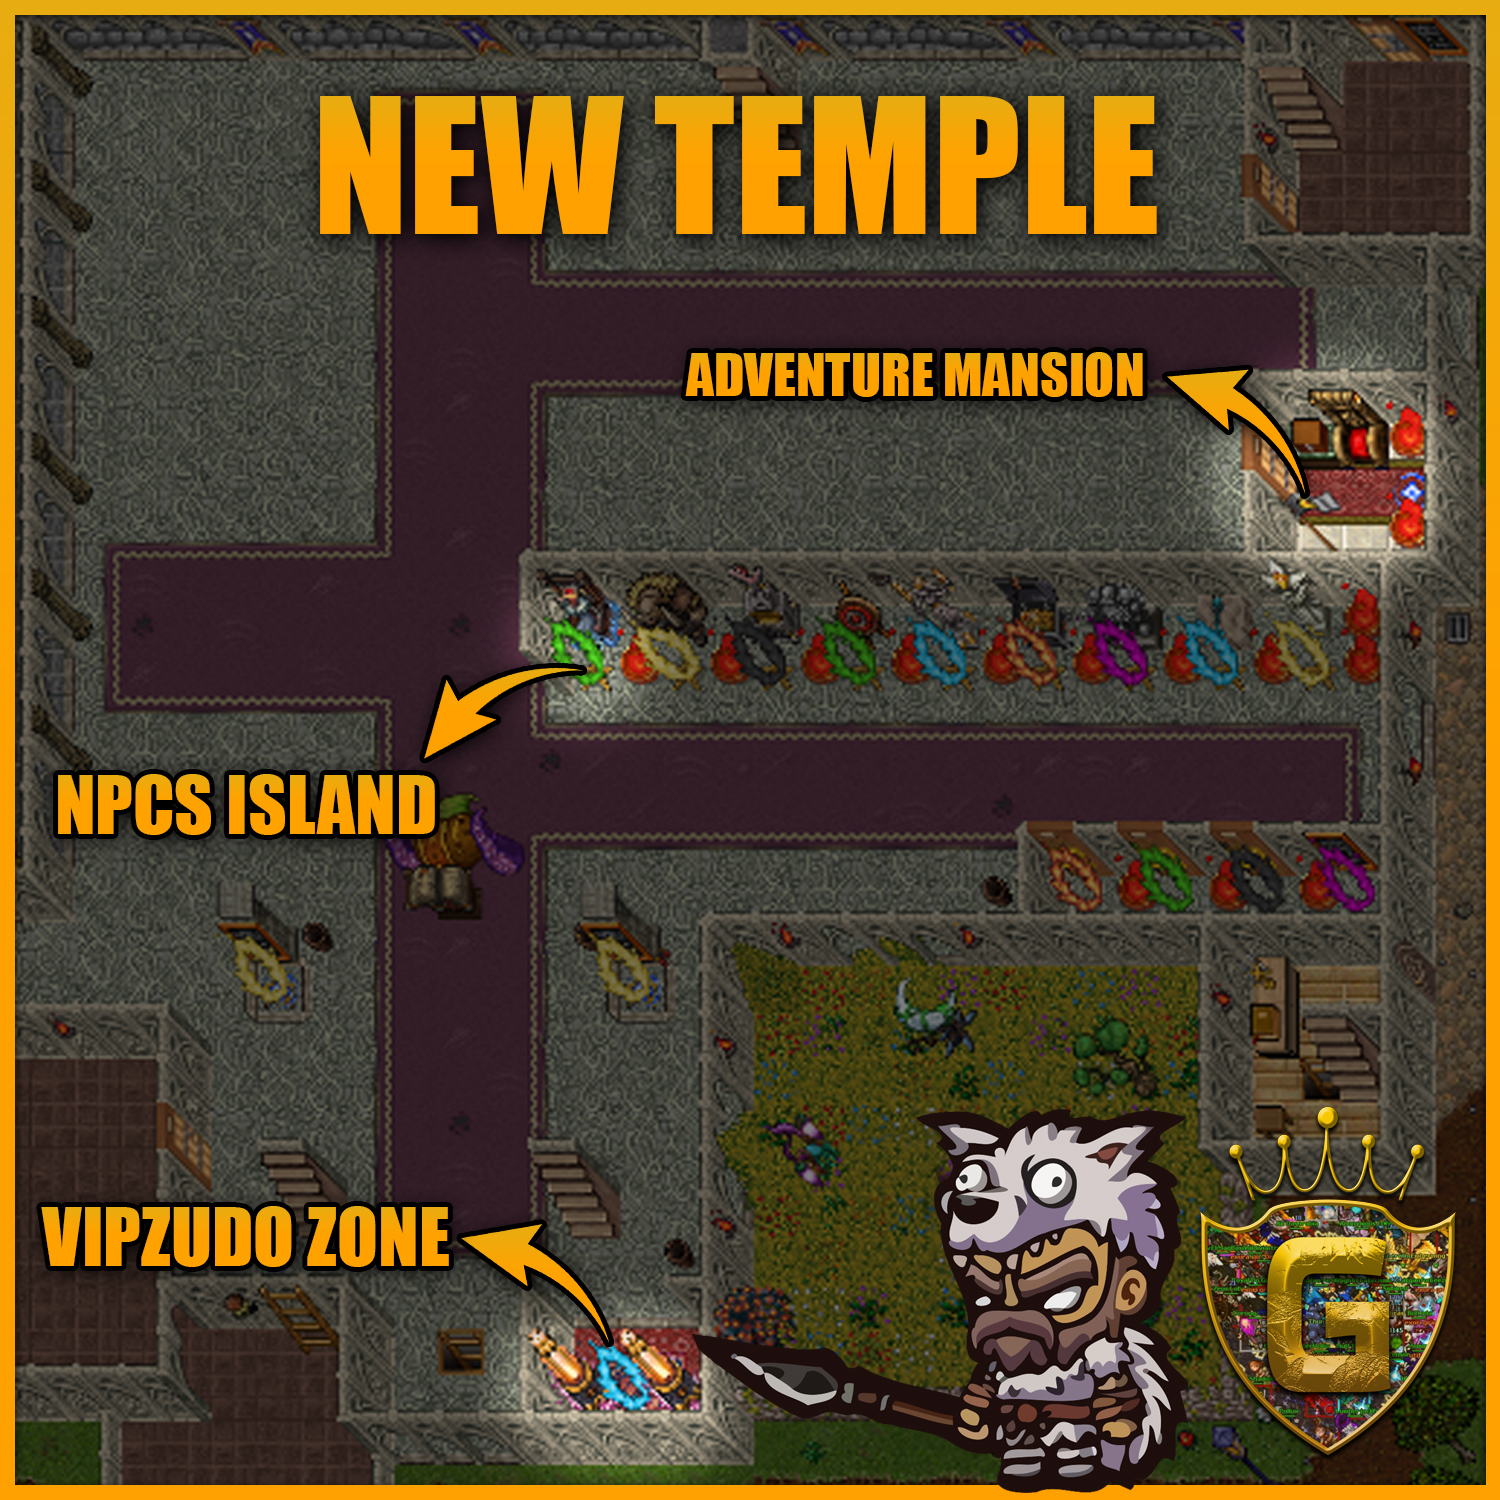 NEW TEMPLE
ADVENTURE MANSION
NPCS ISLAND
VIPZUDO ZONE
G